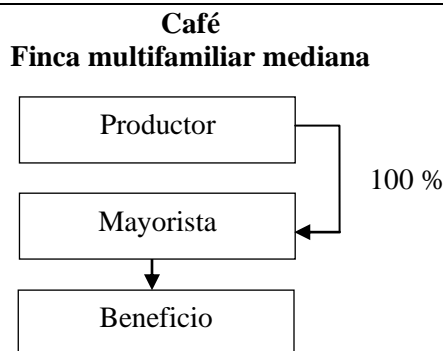 Café
Finca multifamiliar mediana
Productor
100 %
Mayorista
Beneficio